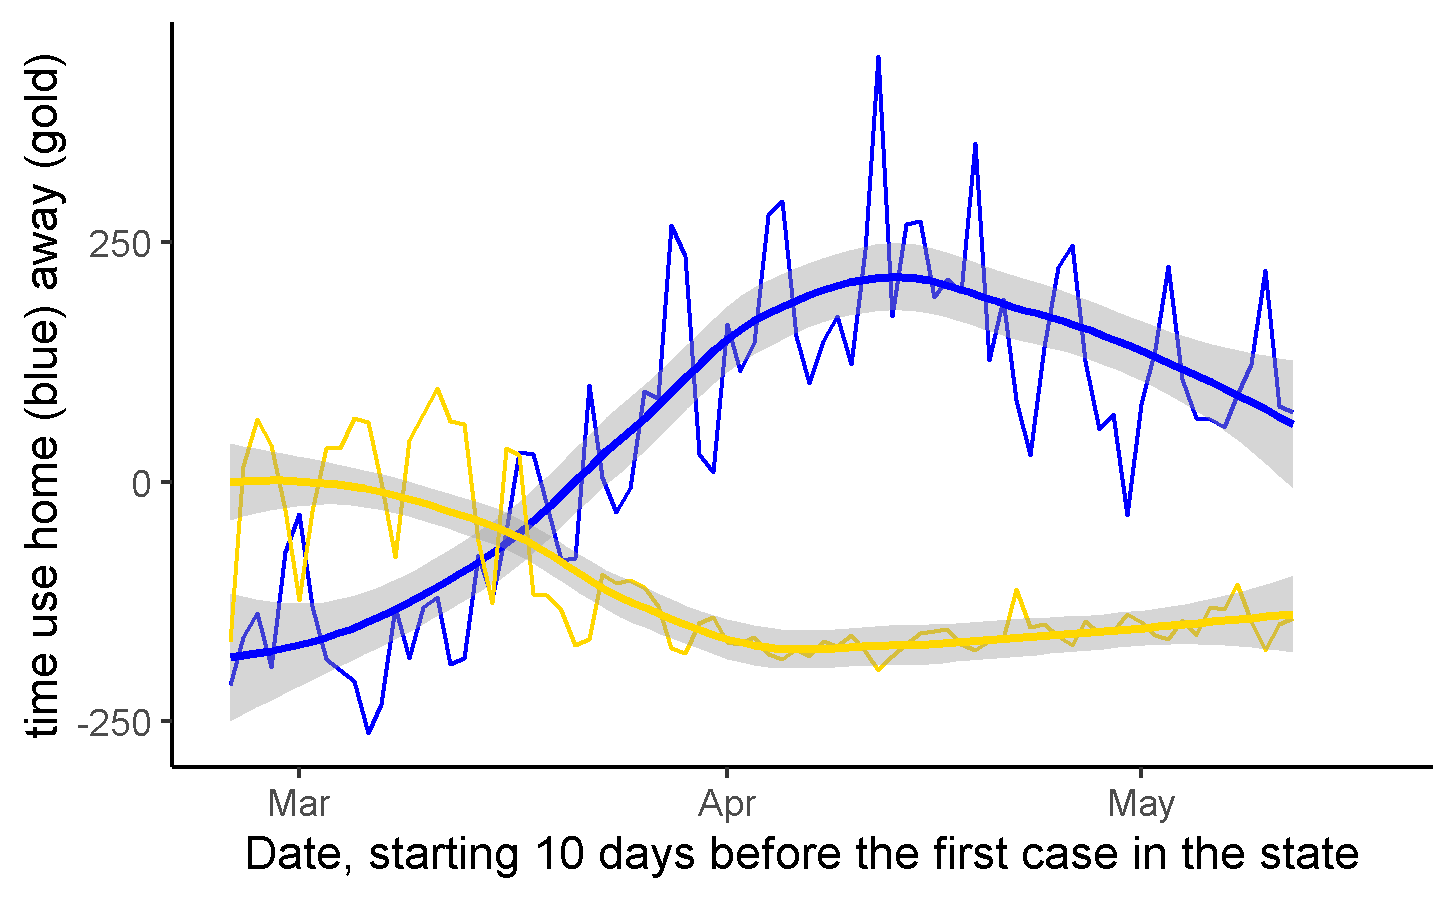 time use home (blue) away (gold)
250
0
-250
Mar
Apr
May
Date, starting 10 days before the first case in the state